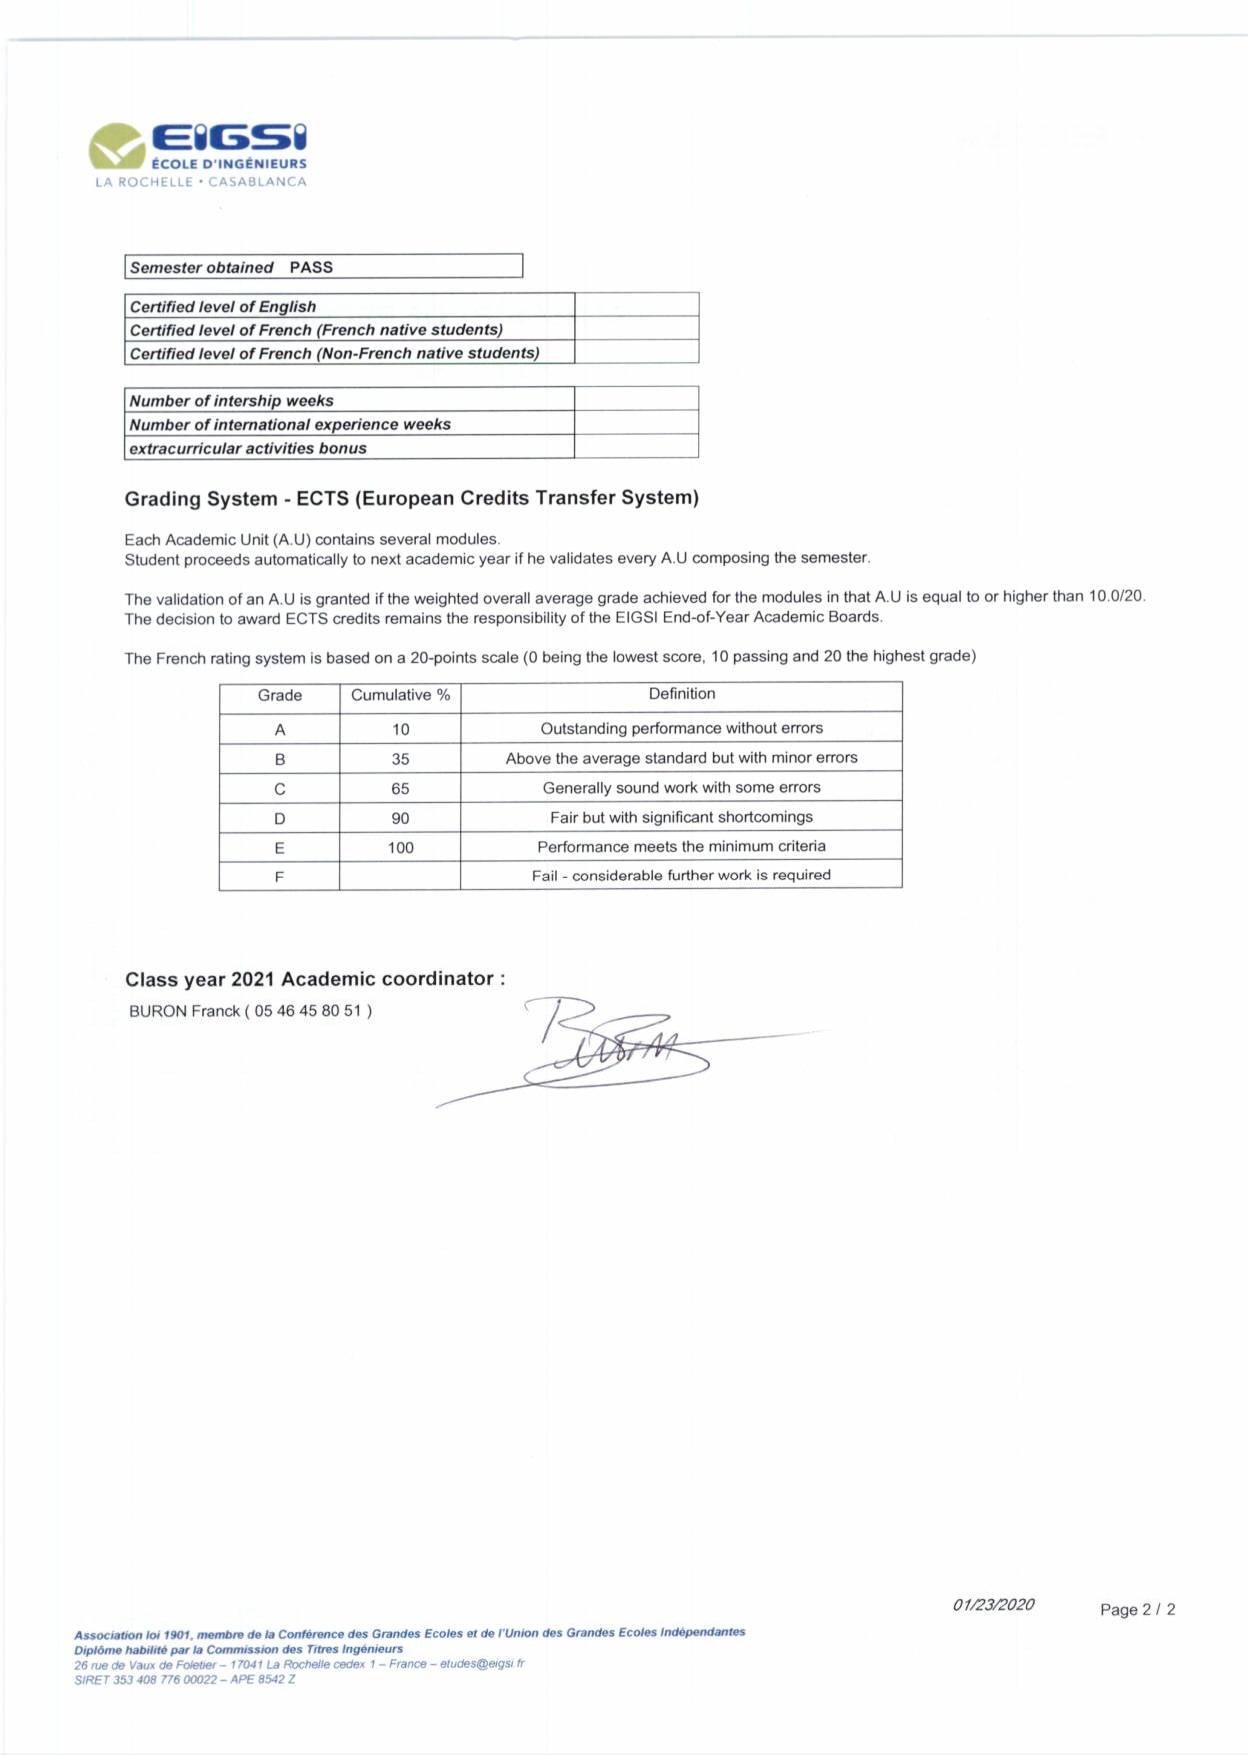 EIGSI
ÉCOLE D'INGÉNIEURS
LA ROCHELLE • CASABLANCA
Semester obtained PASS
Certified level of English
Certified level of French (French native students)
Certified level of French (Non-French native students)
Number of intership weeks
Number of international experience weeks
extracurricular activities bonus
Grading System - ECTS (European Credits Transfer System)
Each Academic Unit (A.U) contains several modules.
Student proceeds automatically to next academic year if he validates every A.U composing the semester.
The validation of an A.U is granted if the weighted overall average grade achieved for the modules in that A.U is equal to or higher than 10.0/20.
The decision to award ECTS credits remains the responsibility of the EIGSI End-of-Year Academic Boards.
The French rating system is based on a 20-points scale (0 being the lowest score, 10 passing and 20 the highest grade)
Grade Cumulative % Definition
A 10 Outstanding performance without errors
B 35 Above the average standard but with minor errors
C 65 Generally sound work with some errors
D 90 Fair but with significant shortcomings
E 100 Performance meets the minimum criteria
F Fail - considerable further work is required
Class year 2021 Academic coordinator :
BURON Franck ( 05 46 45 80 51 )
01/23/2020 Page 2 / 2
Association loi 1901, membre de la Conférence des Grandes Ecoles et de l'Union des Grandes Ecoles Indépendantes
Diplôme habilité par la Commission des Titres Ingénieurs
26 rue de Vaux de Foletier – 17041 La Rochelle cedex 1 – France – etudes@eigsi.fr
SIRET 353 408 776 00022 – APE 8542 Z